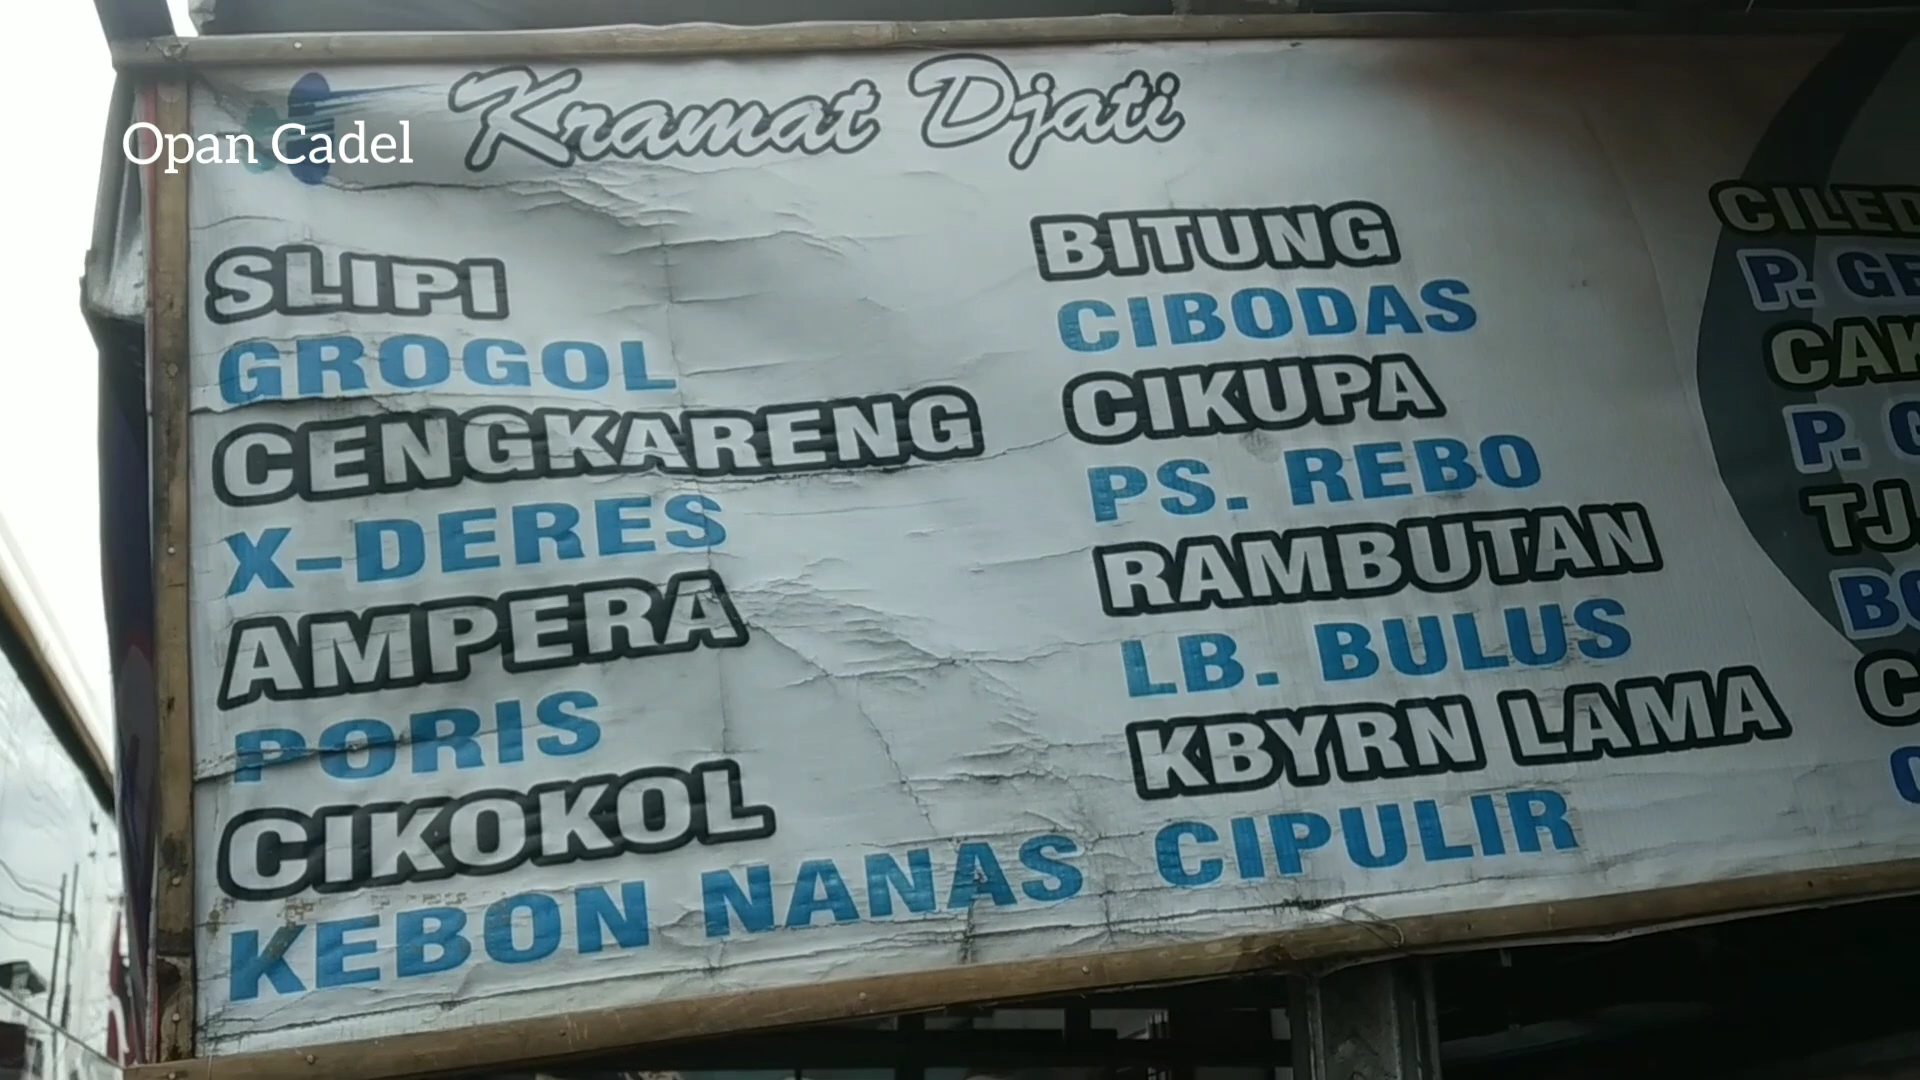 Opan Cadel
Kramat Djati
SLIPI
GROGOL
CENGKARENG
X-DERES
AMPERA
PORIS
CIKOKOL
KEBON NANAS
BITUNG
CIBODAS
CIKUPA
PS. REBO
RAMBUTAN
LB. BULUS
KBYRN LAMA
CIPULIR
P.
P.